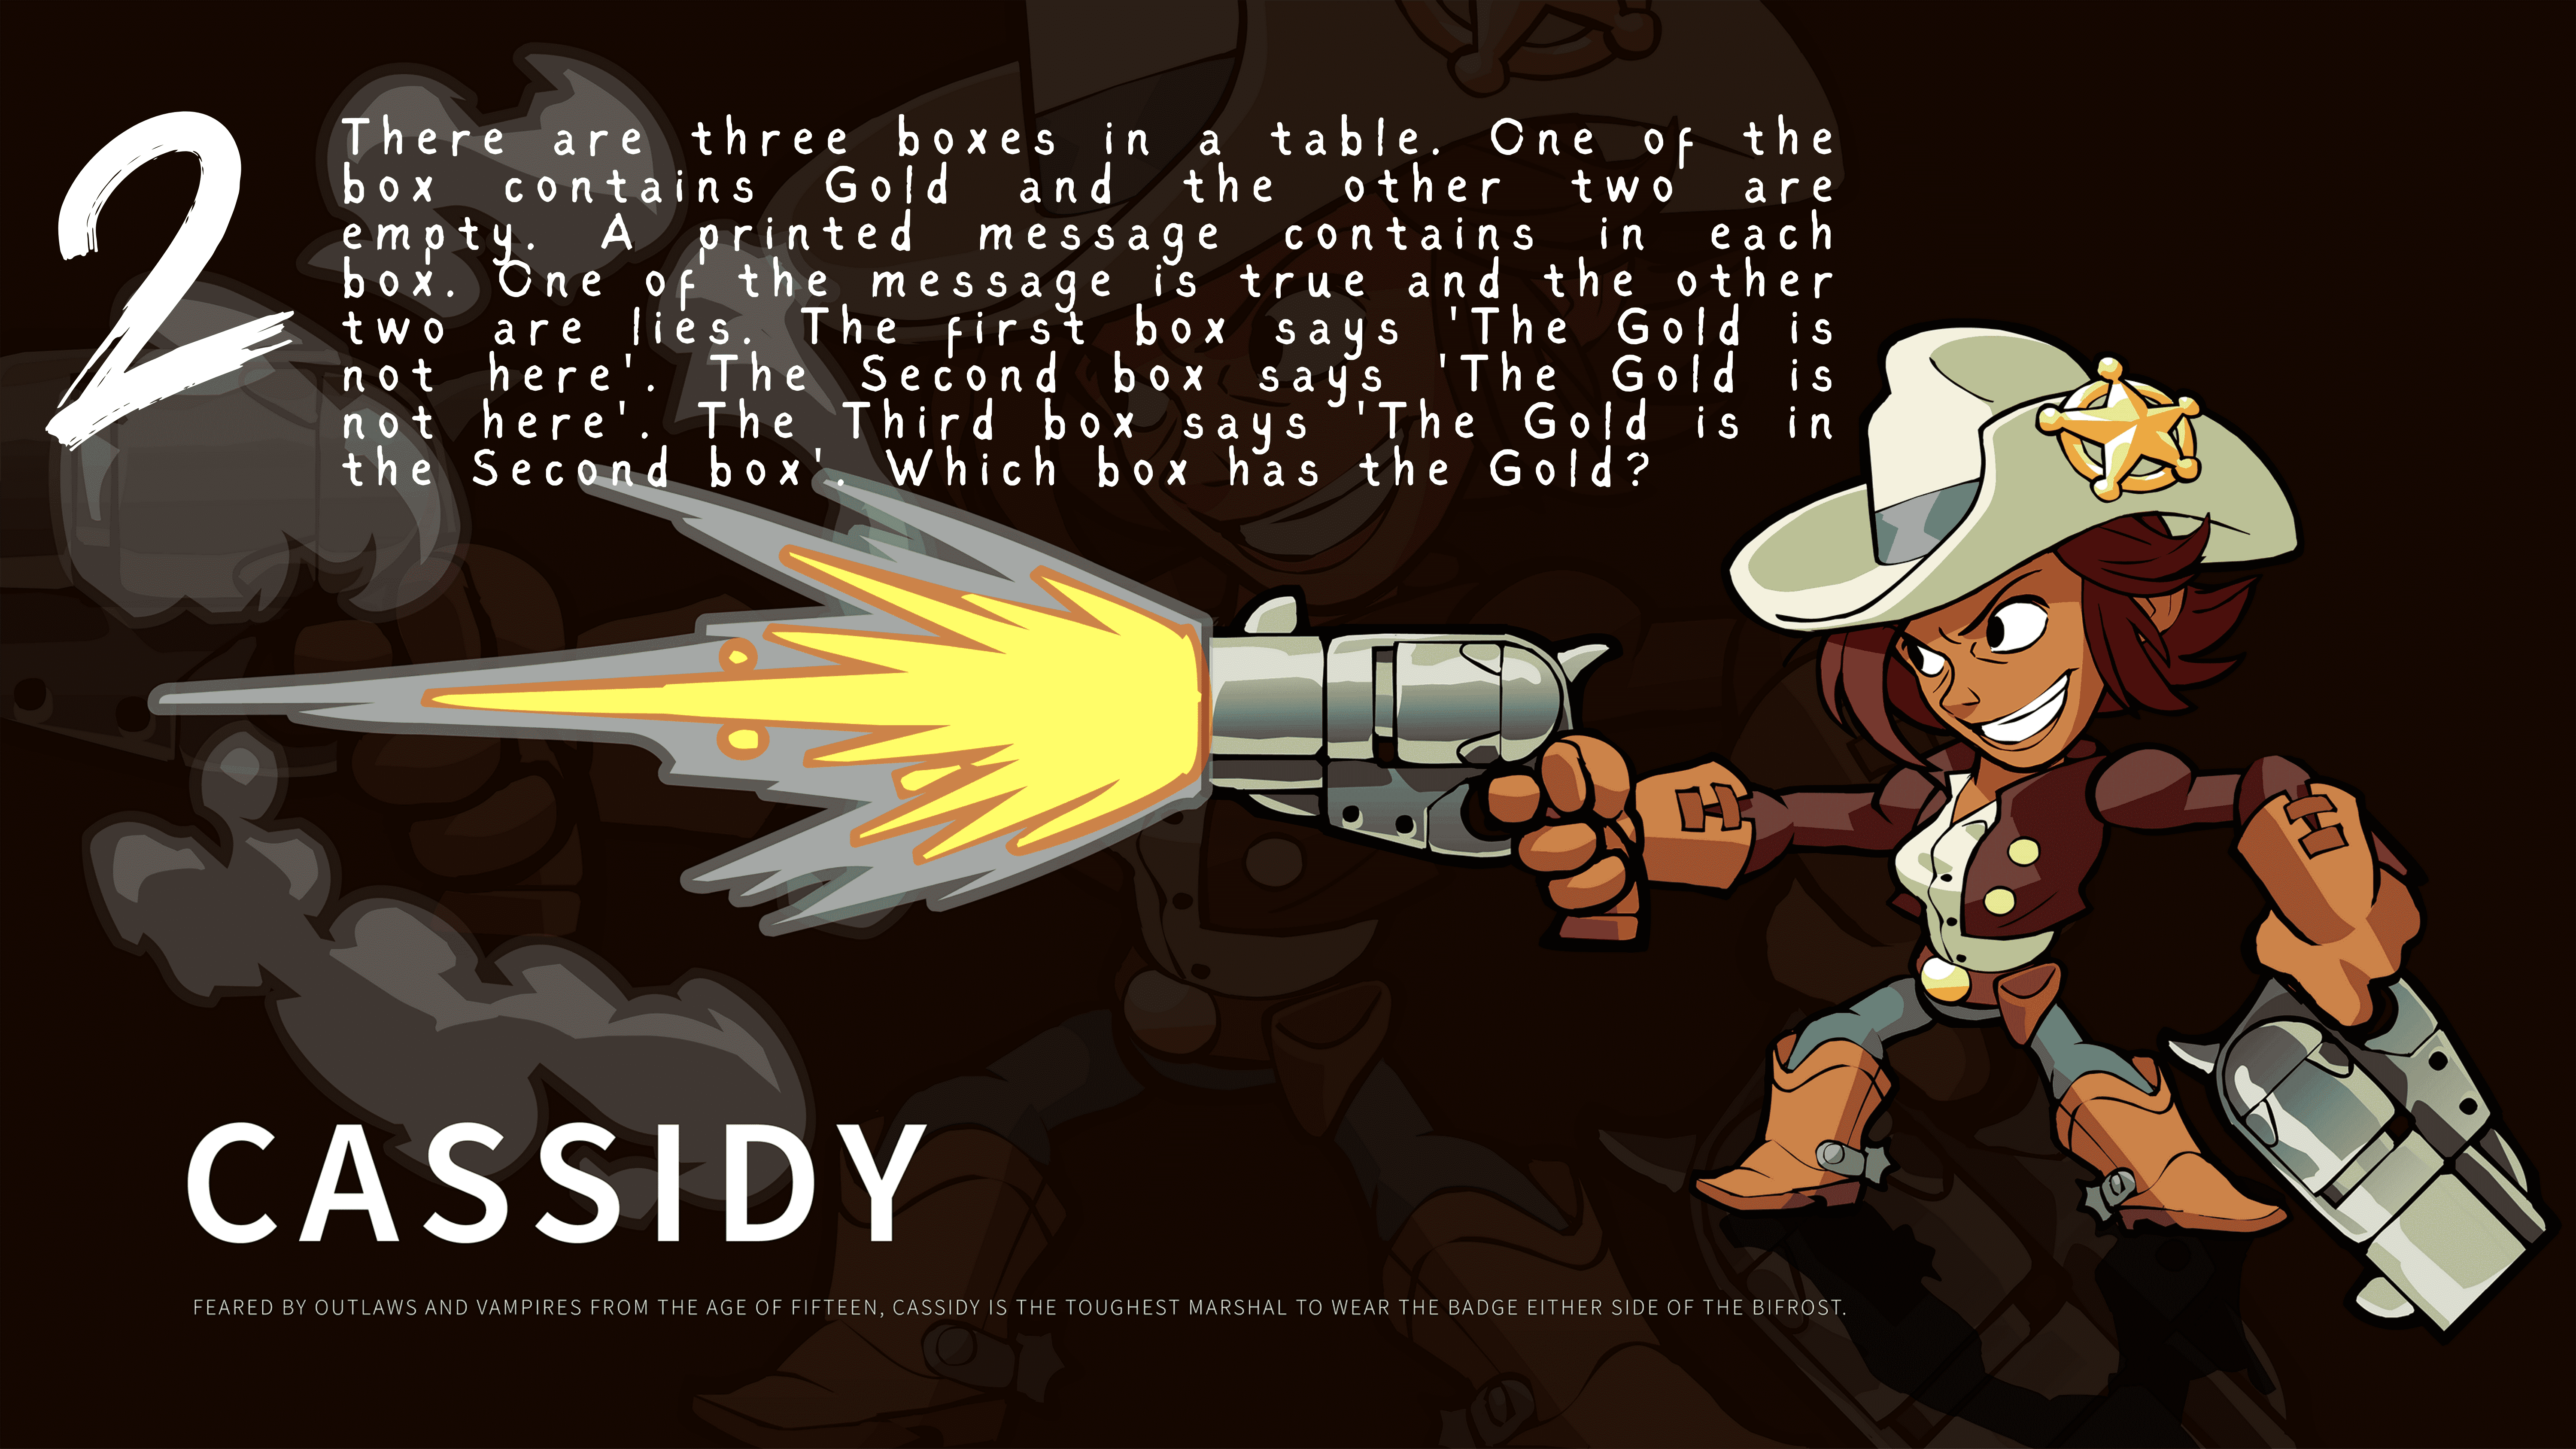 2
There are three boxes in a table. One of the
box contains Gold and the other two are
empty. A printed message contains in each
box. One of the message is true and the other
two are lies. The first box says 'The Gold is
not here'. The Second box says 'The Gold is
not here'. The Third box says 'The Gold is in
the Second box'. Which box has the Gold?
CASSIDY
FEARED BY OUTLAWS AND VAMPIRES FROM THE AGE OF FIFTEEN, CASSIDY IS THE TOUGHEST MARSHAL TO WEAR THE BADGE EITHER SIDE OF THE BIFROST.